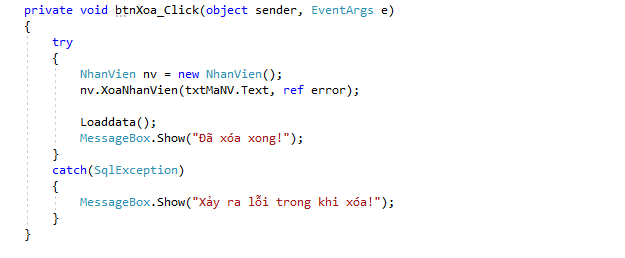 private void btnXoa_Click(object sender, EventArgs e)
{
try
{
NhanVien nv = new NhanVien();
nv.XoaNhanVien(txtMaNV.Text, ref error);
Loaddata();
MessageBox.Show("Đã xóa xong!");
}
catch(SqlException)
{
MessageBox.Show("Xảy ra lỗi trong khi xóa!");
}
}